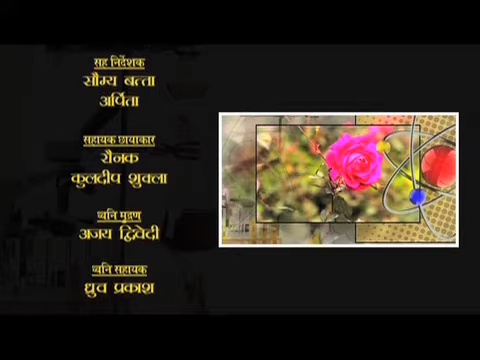 सह निर्देशक
सौम्य बत्ता
अर्पिता
सहायक छायाकार
रौनक
कुलदीप शुक्ला
ध्वनि मुद्रण
अजय द्विवेदी
ध्वनि सहायक
ध्रुव प्रकाश